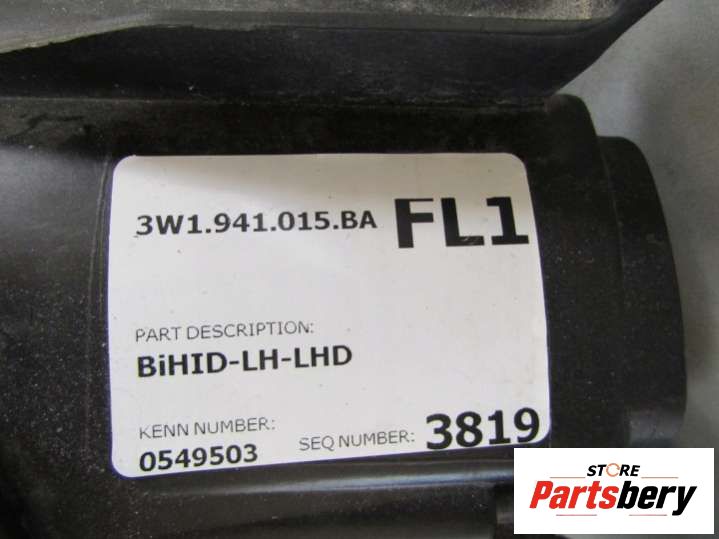 3W1.941.015.BA FL1
PART DESCRIPTION:
BiHID-LH-LHD
KENN NUMBER:
0549503
SEQ NUMBER: 3819
STORE
Partsbery